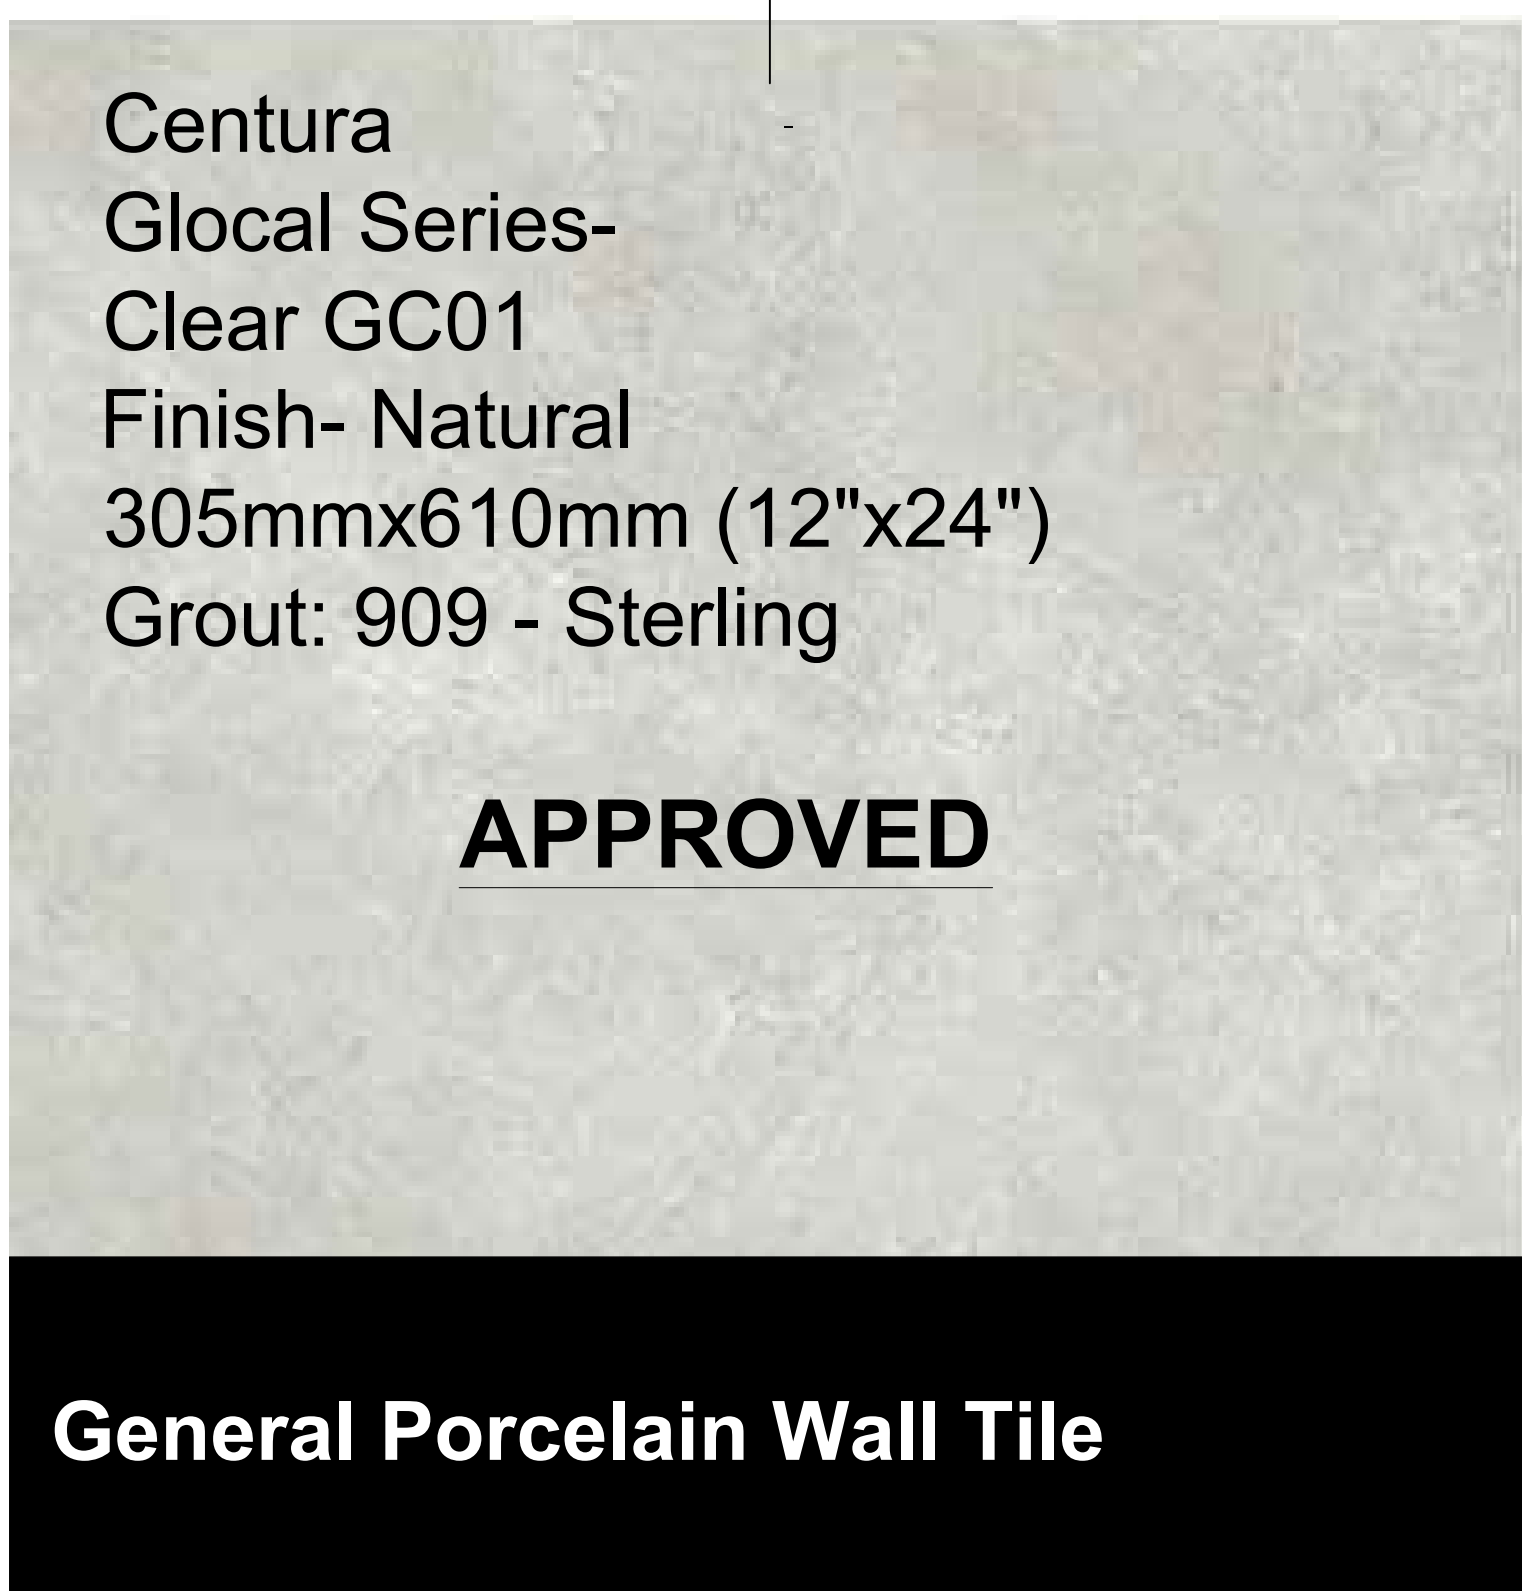 Centura
Glocal Series-
Clear GC01
Finish- Natural
305mmx610mm (12"x24")
Grout: 909 - Sterling
APPROVED
General Porcelain Wall Tile